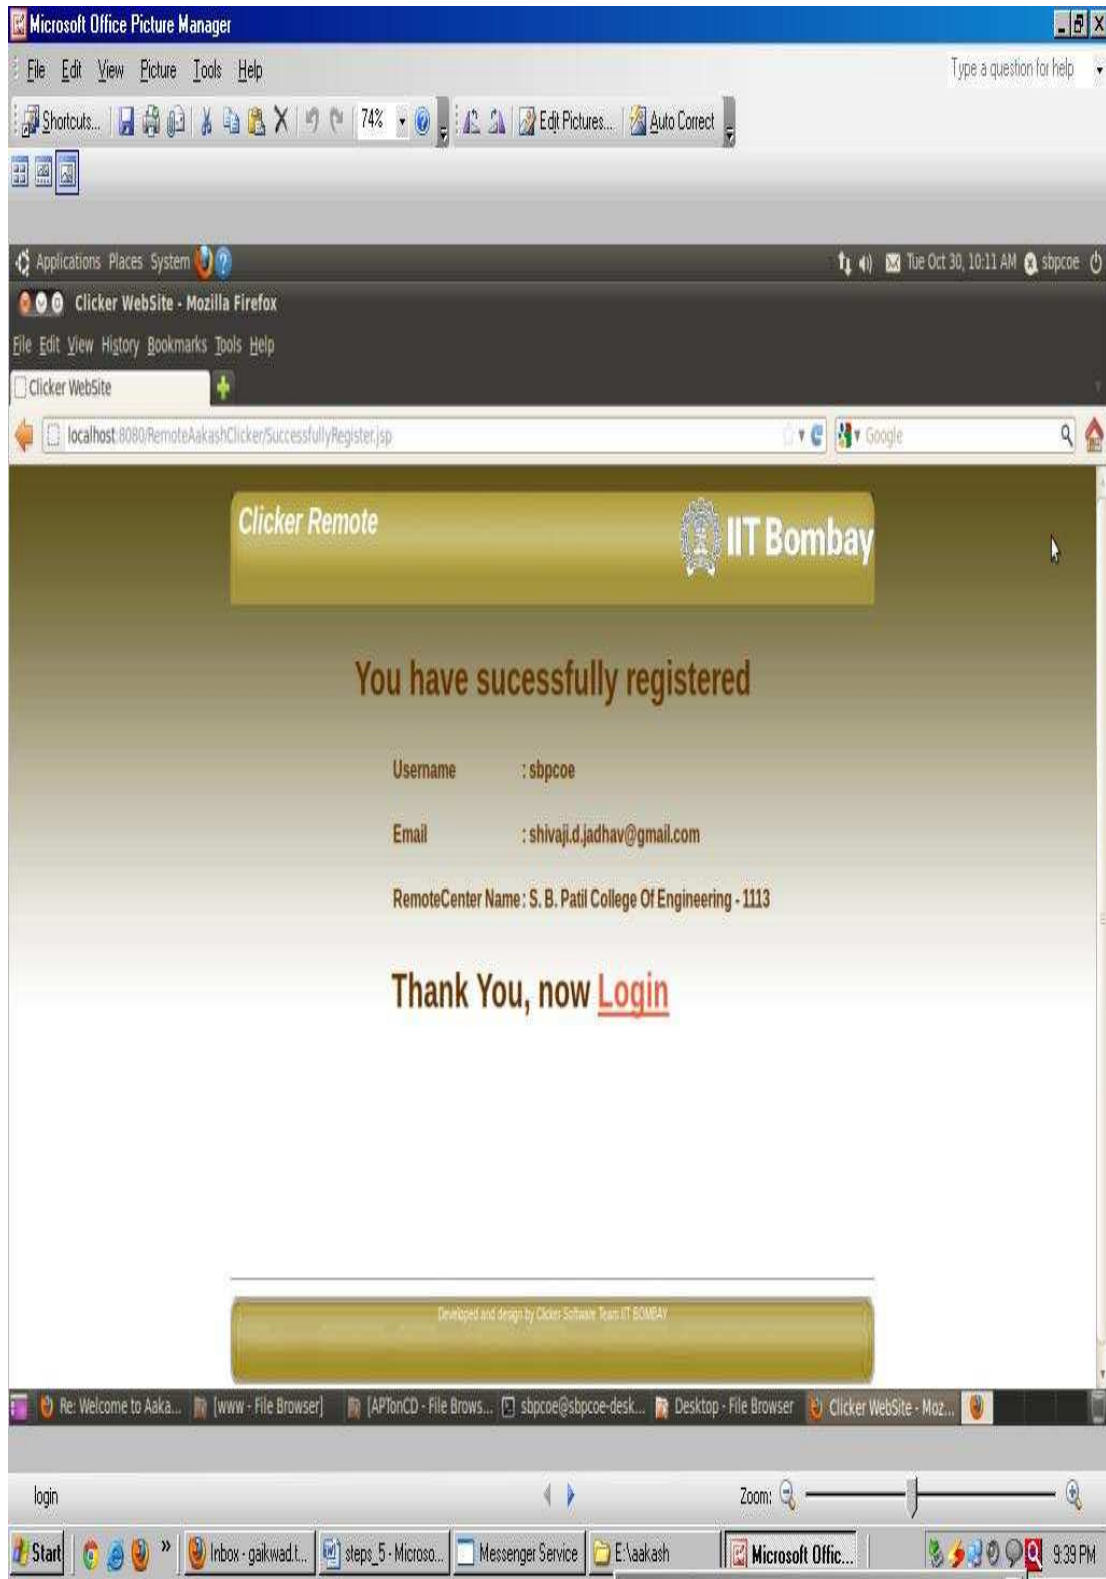 Microsoft Office Picture Manager
File Edit View Picture Tools Help Type a question for help
Shortcuts... 74% Edit Pictures... Auto Correct
Applications Places System Tue Oct 30, 10:11 AM sbpcoe
Clicker WebSite - Mozilla Firefox
File Edit View History Bookmarks Tools Help
Clicker WebSite
localhost:8080/RemoteAakashClicker/SuccessfullyRegister.jsp Google
Clicker Remote IIT Bombay
You have sucessfully registered
Username : sbpcoe
Email : shivaji.d.jadhav@gmail.com
RemoteCenter Name : S. B. Patil College Of Engineering - 1113
Thank You, now Login
Developed and design by Clicker Software Team IIT BOMBAY
Re: Welcome to Aaka... [www - File Browser] [APTonCD - File Brows... sbpcoe@sbpcoe-desk... Desktop - File Browser Clicker WebSite - Moz...
login Zoom:
Start » Inbox - gaikwad.t... steps_5 - Microso... Messenger Service E:\aakash Microsoft Offic... 9:39 PM